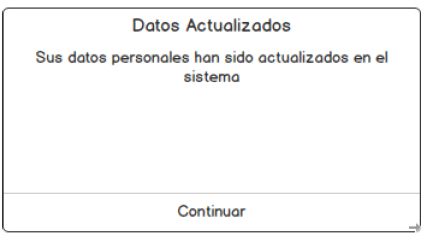 Datos Actualizados
Sus datos personales han sido actualizados en el
sistema
Continuar